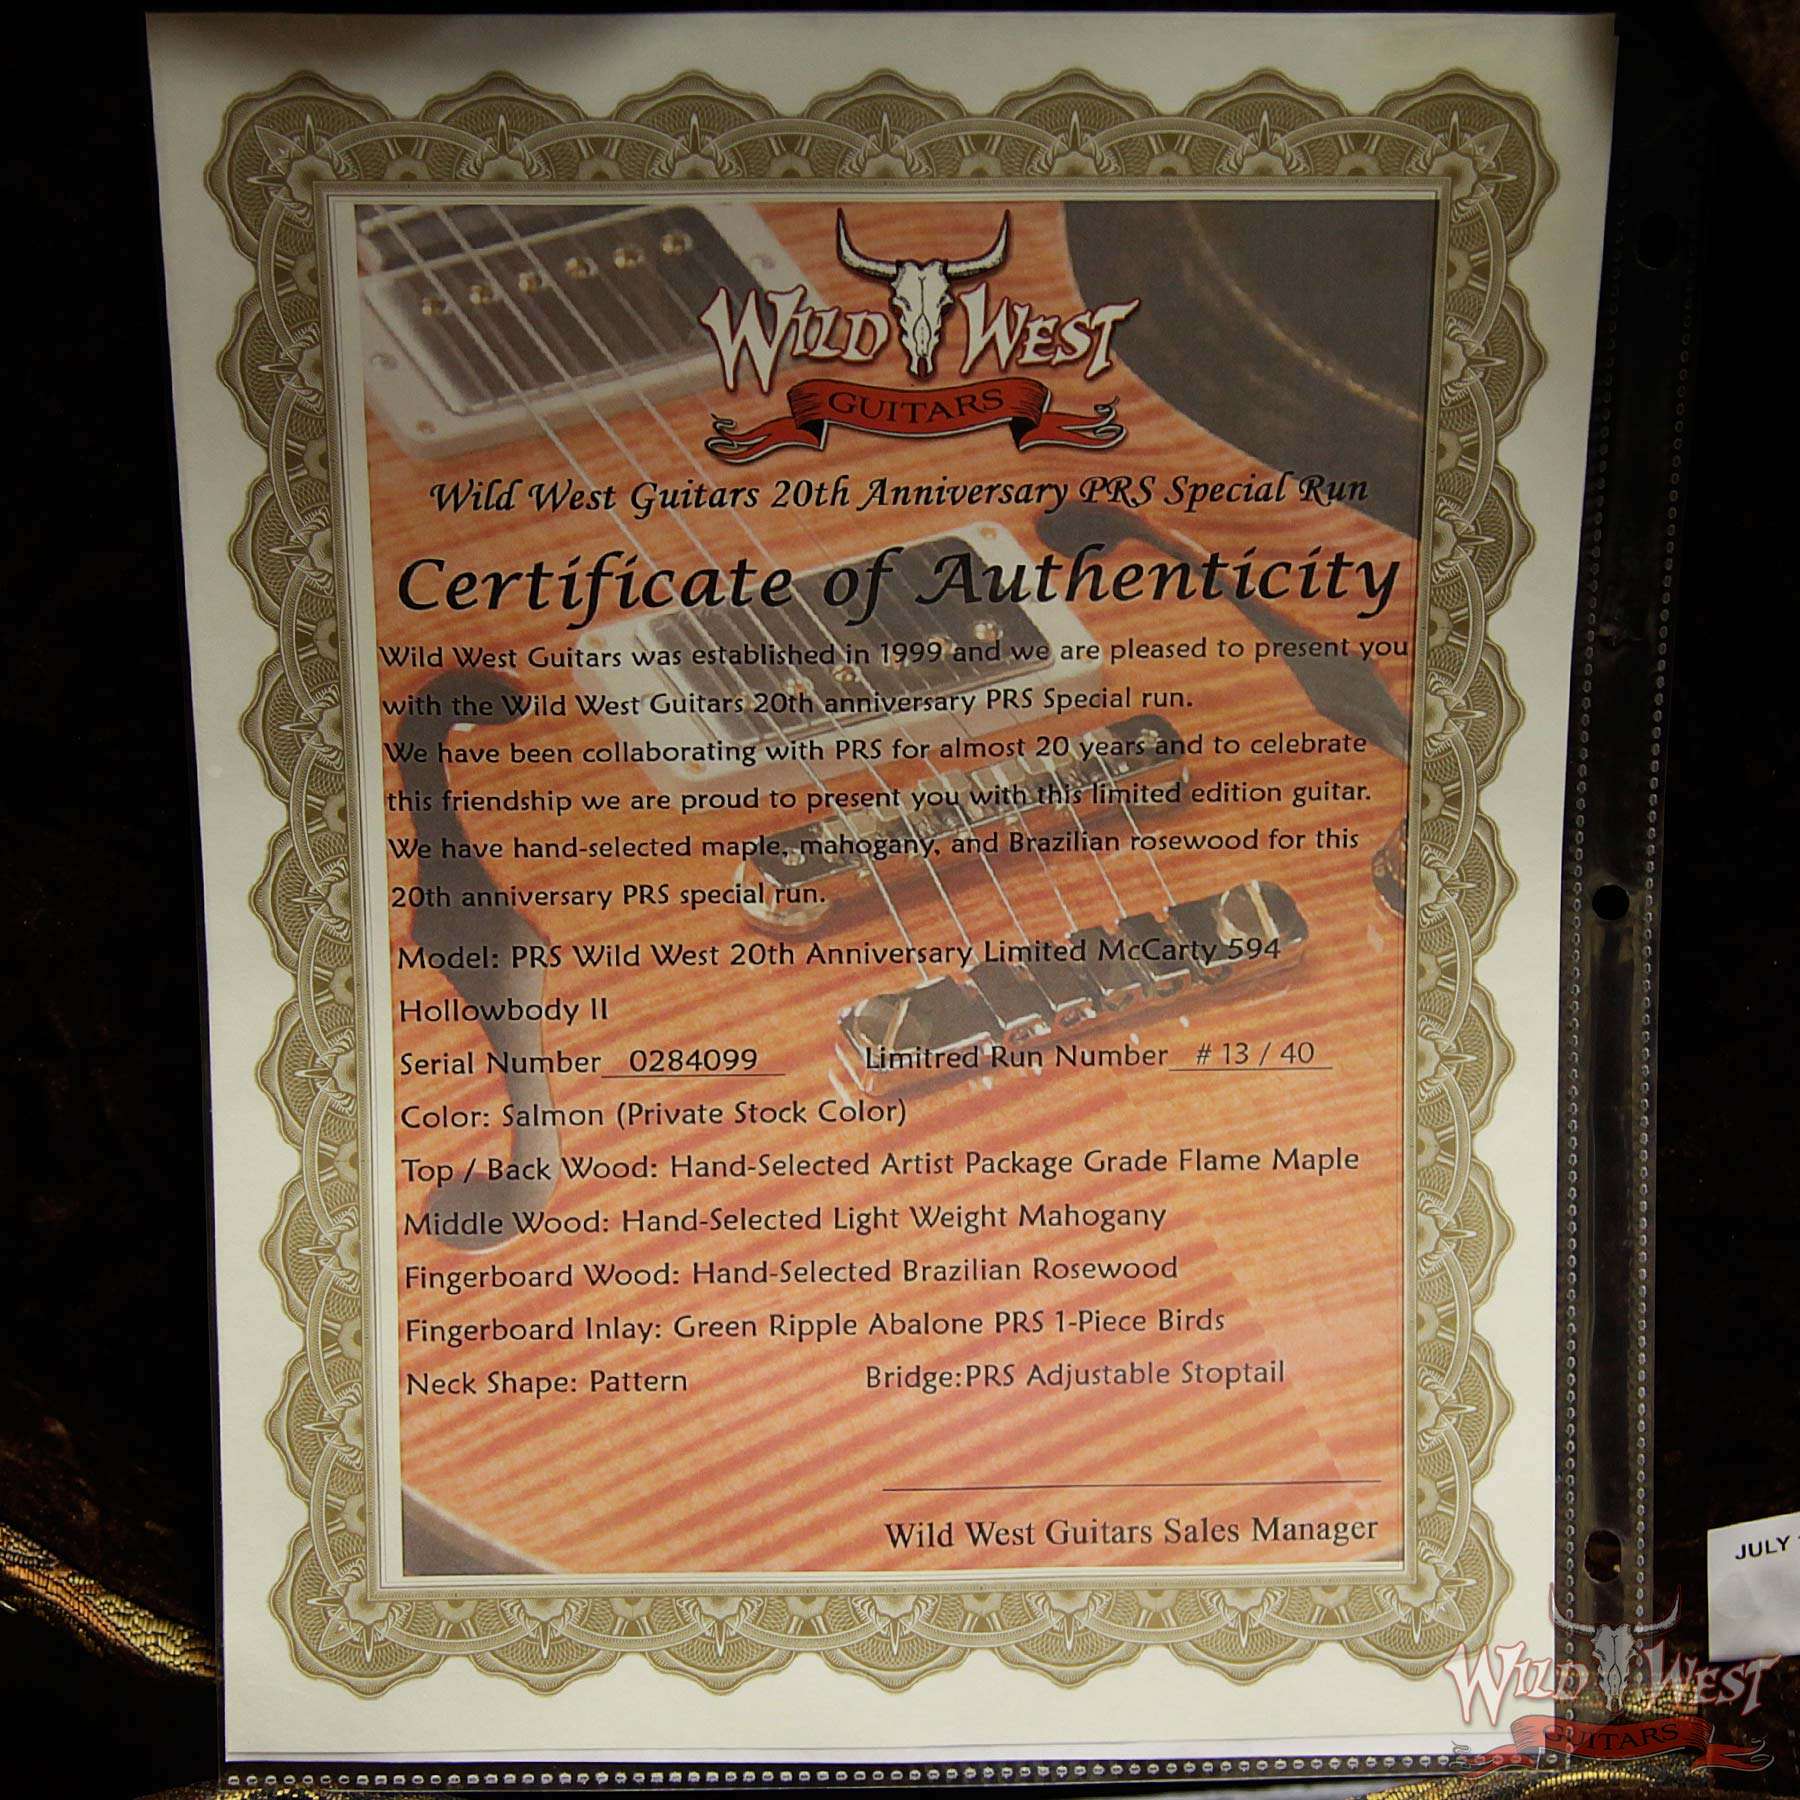 WILD WEST
GUITARS
Wild West Guitars 20th Anniversary PRS Special Run
Certificate of Authenticity
Wild West Guitars was established in 1999 and we are pleased to present you
with the Wild West Guitars 20th anniversary PRS Special run.
We have been collaborating with PRS for almost 20 years and to celebrate
this friendship we are proud to present you with this limited edition guitar.
We have hand-selected maple, mahogany, and Brazilian rosewood for this
20th anniversary PRS special run.
Model: PRS Wild West 20th Anniversary Limited McCarty 594
Hollowbody II
Serial Number 0284099 Limitred Run Number # 13 / 40
Color: Salmon (Private Stock Color)
Top / Back Wood: Hand-Selected Artist Package Grade Flame Maple
Middle Wood: Hand-Selected Light Weight Mahogany
Fingerboard Wood: Hand-Selected Brazilian Rosewood
Fingerboard Inlay: Green Ripple Abalone PRS 1-Piece Birds
Neck Shape: Pattern Bridge:PRS Adjustable Stoptail
Wild West Guitars Sales Manager
JULY
WILD WEST
GUITARS